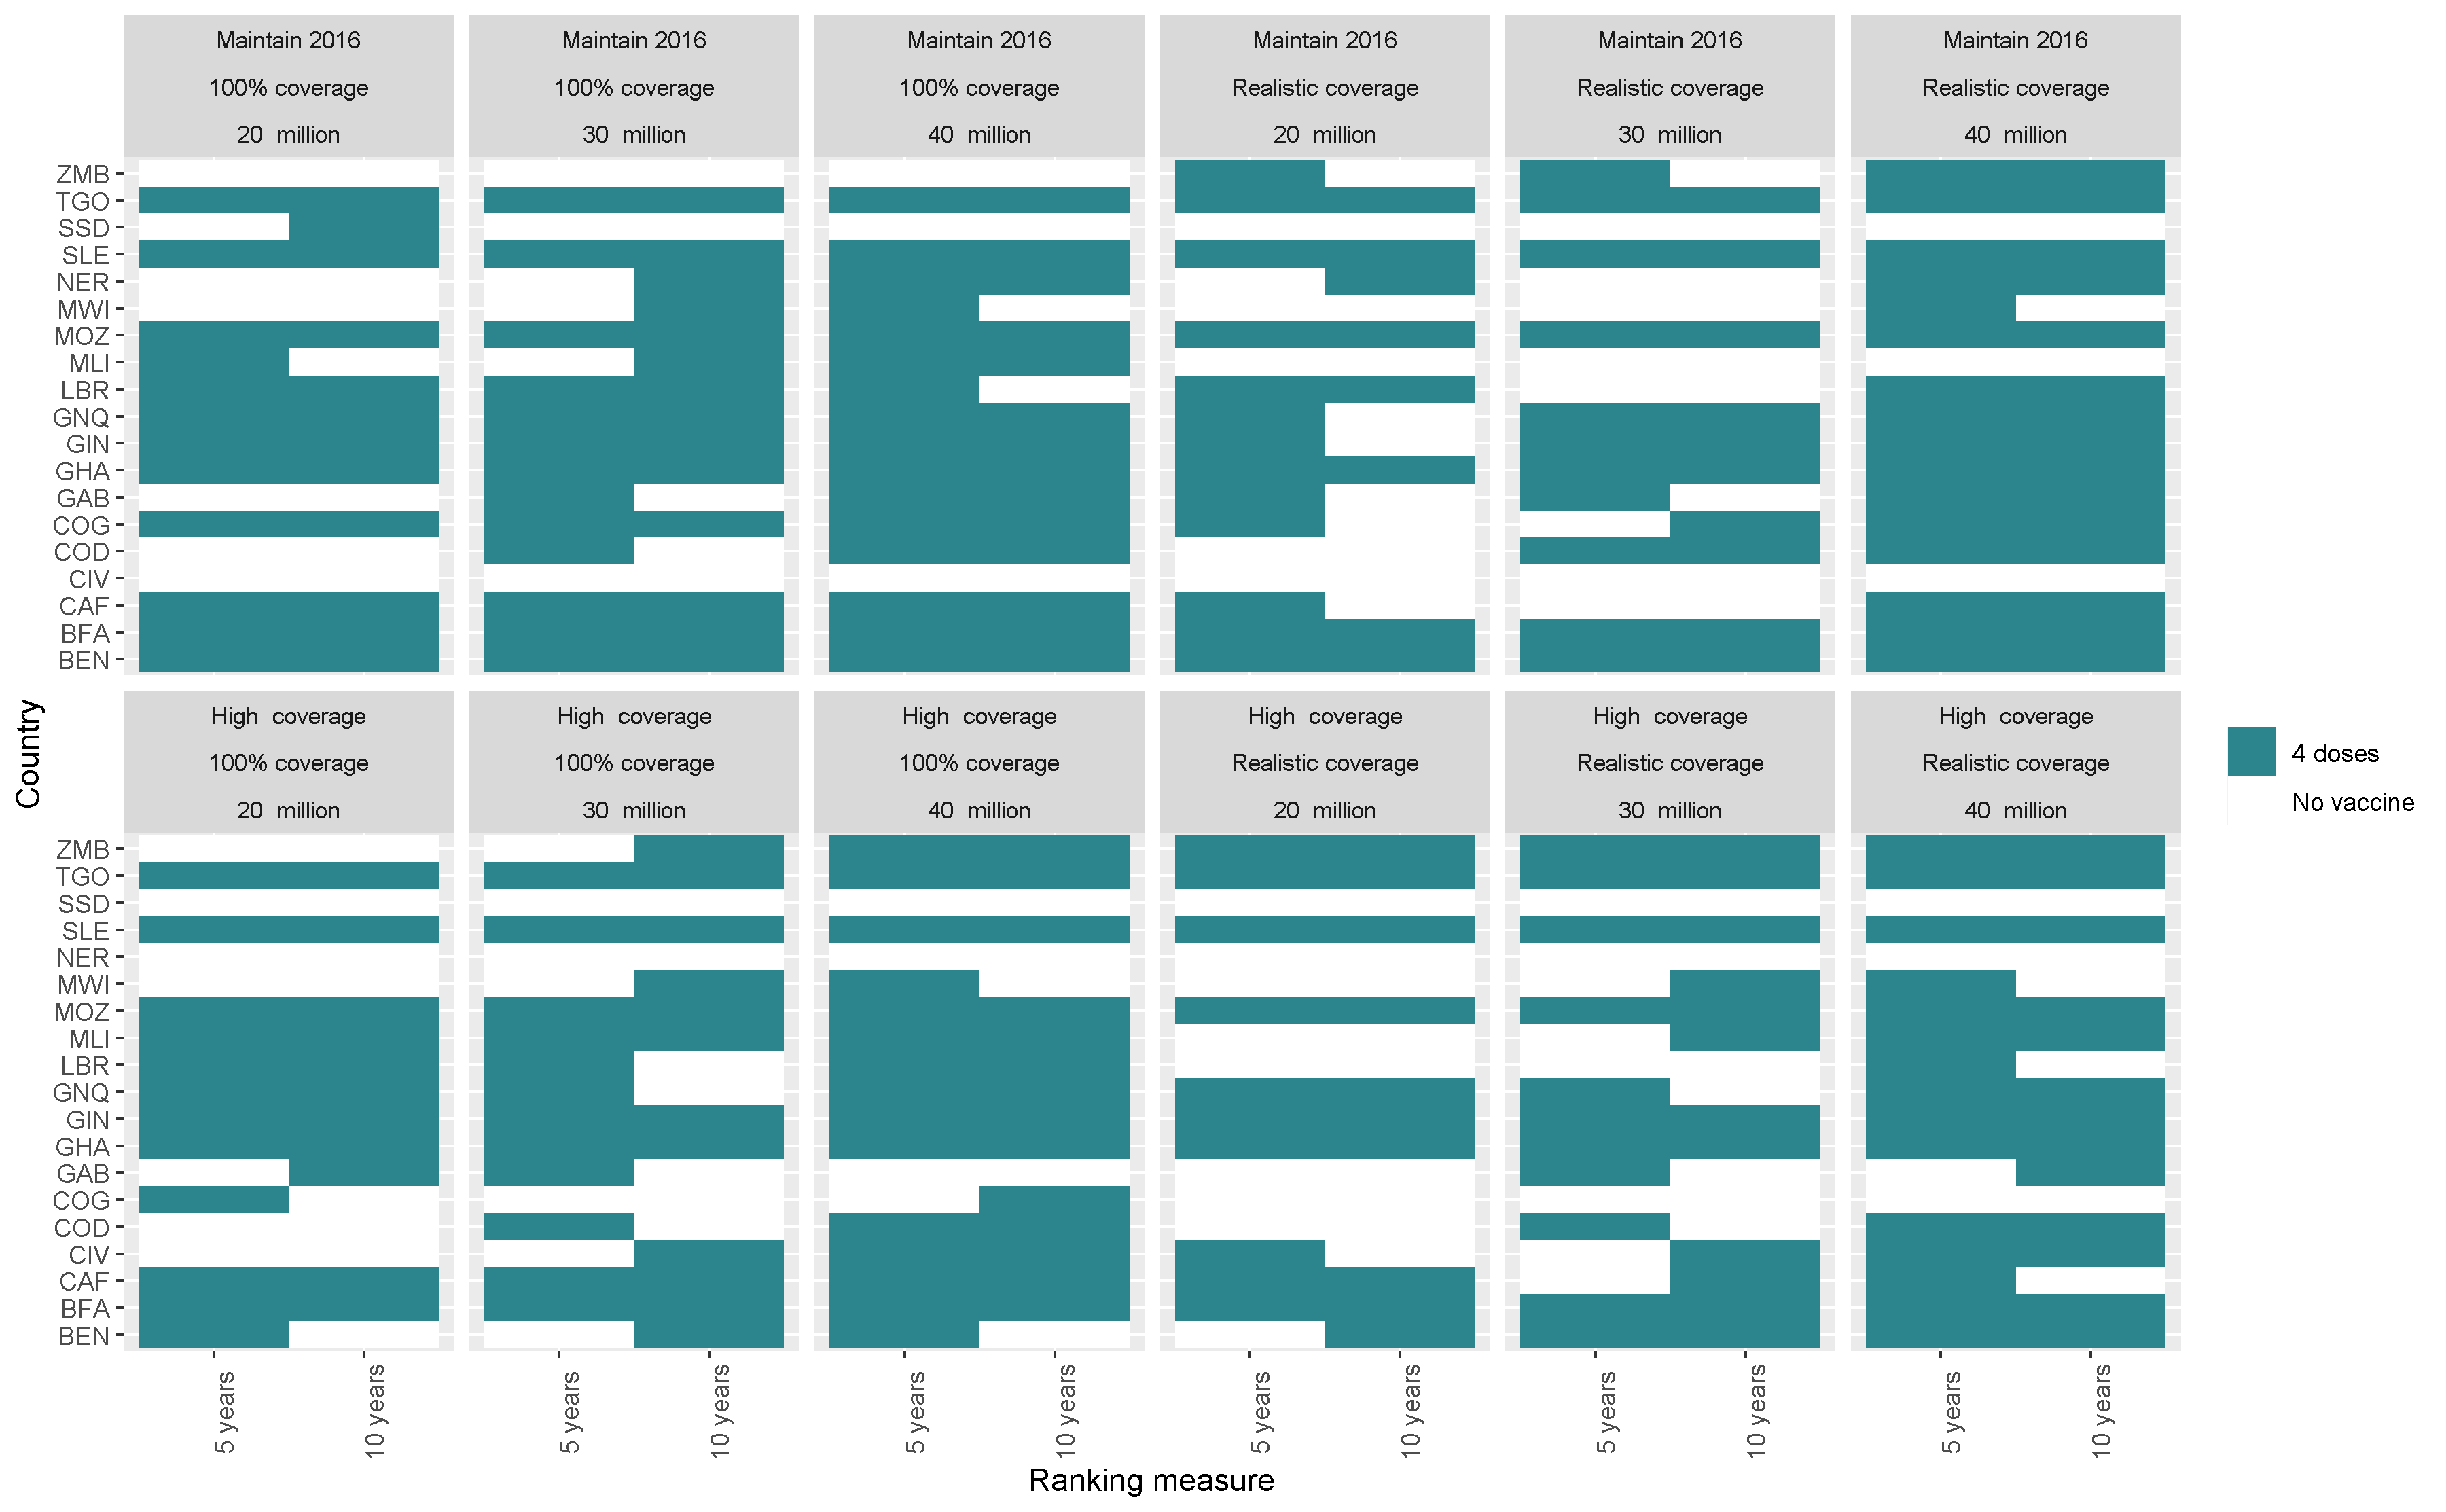 Maintain 2016 Maintain 2016 Maintain 2016 Maintain 2016 Maintain 2016 Maintain 2016
100% coverage 100% coverage 100% coverage Realistic coverage Realistic coverage Realistic coverage
20 million 30 million 40 million 20 million 30 million 40 million
ZMB
TGO
SSD
SLE
NER
MWI
MOZ
MLI
LBR
GNQ
GIN
GHA
GAB
COG
COD
CIV
CAF
BFA
BEN
Country
High coverage High coverage High coverage High coverage High coverage High coverage
100% coverage 100% coverage 100% coverage Realistic coverage Realistic coverage Realistic coverage
20 million 30 million 40 million 20 million 30 million 40 million
4 doses
No vaccine
ZMB
TGO
SSD
SLE
NER
MWI
MOZ
MLI
LBR
GNQ
GIN
GHA
GAB
COG
COD
CIV
CAF
BFA
BEN
5 years 10 years 5 years 10 years 5 years 10 years 5 years 10 years 5 years 10 years 5 years 10 years
Ranking measure